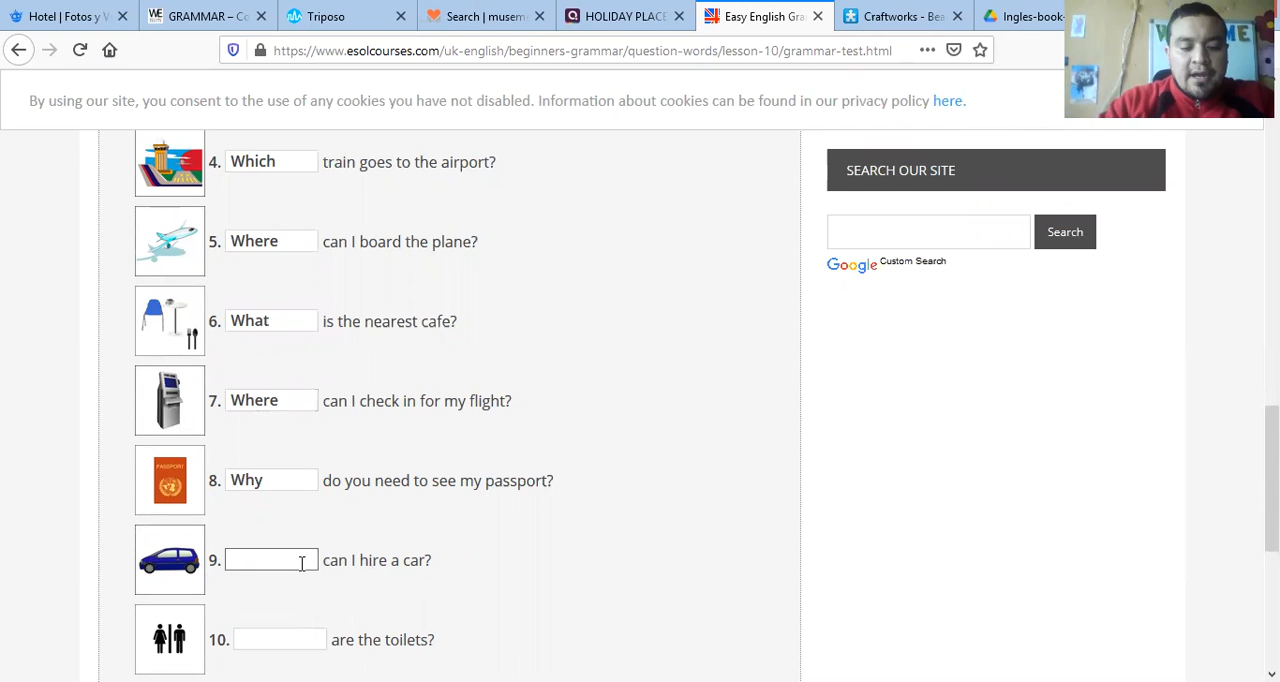 Hotel | Fotos y V
GRAMMAR – Co
Triposo
Search | musem
HOLIDAY PLACE
Easy English Gra
Craftworks - Bea
Ingles-book-
https://www.esolcourses.com/uk-english/beginners-grammar/question-words/lesson-10/grammar-test.html
By using our site, you consent to the use of any cookies you have not disabled. Information about cookies can be found in our privacy policy here.
4. Which train goes to the airport?
5. Where can I board the plane?
6. What is the nearest cafe?
7. Where can I check in for my flight?
PASSPORT
8. Why do you need to see my passport?
9. can I hire a car?
10. are the toilets?
SEARCH OUR SITE
Search
Google Custom Search